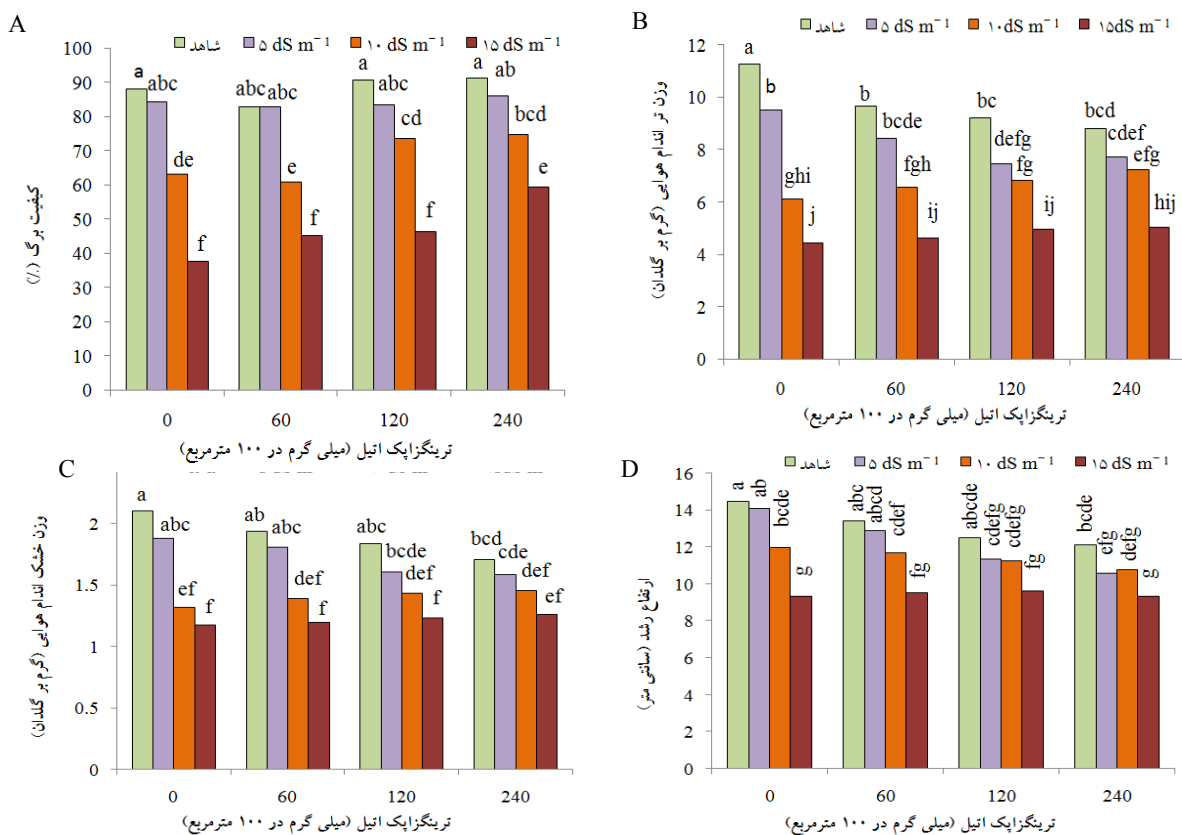 A
شاهد ۵ dS m⁻¹ ۱۰ dS m⁻¹ ۱۵ dS m⁻¹
کیفیت برگ (٪)
100
90
80
70
60
50
40
30
20
10
0
a abc de f
abc abc e f
a abc cd f
a ab bcd e
0 60 120 240
ترینگزاپک اتیل (میلی گرم در ۱۰۰ مترمربع)
B
شاهد ۵ dS m⁻¹ ۱۰dS m⁻¹ ۱۵dS m⁻¹
وزن تر اندام هوایی (گرم بر گلدان)
12
10
8
6
4
2
0
a b ghi j
b bcde fgh ij
bc defg fg ij
bcd cdef efg hij
0 60 120 240
ترینگزاپک اتیل (میلی گرم در ۱۰۰ مترمربع)
C
وزن خشک اندام هوایی (گرم بر گلدان)
2
1.5
1
0.5
0
a abc ef f
ab abc def f
abc bcde def f
bcd cde def ef
0 60 120 240
ترینگزاپک اتیل (میلی گرم در ۱۰۰ مترمربع)
D
شاهد ۵ dS m⁻¹ ۱۰ dS m⁻¹ ۱۵ dS m⁻¹
ارتفاع رشد (سانتی متر)
16
14
12
10
8
6
4
2
0
a ab bcde g
abc abcd cdef fg
abcde cdefg cdefg fg
bcde efg defg g
0 60 120 240
ترینگزاپک اتیل (میلی گرم در ۱۰۰ مترمربع)